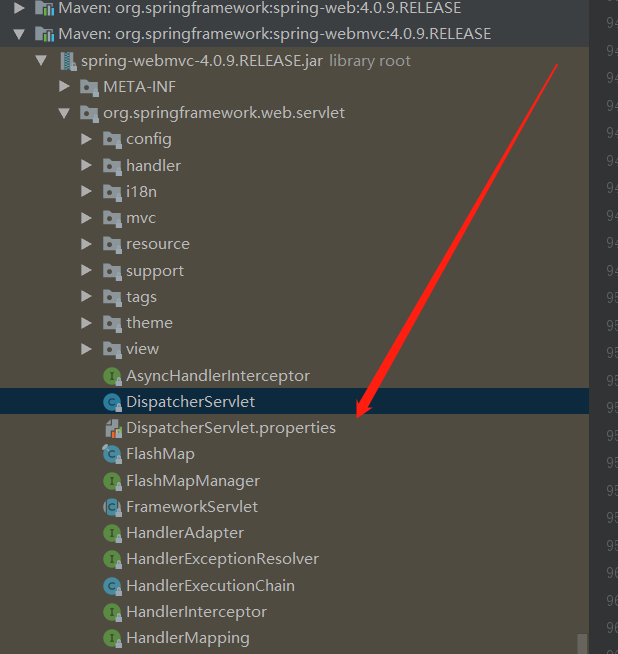 Maven: org.springframework:spring-web:4.0.9.RELEASE
Maven: org.springframework:spring-webmvc:4.0.9.RELEASE
spring-webmvc-4.0.9.RELEASE.jar library root
META-INF
org.springframework.web.servlet
config
handler
i18n
mvc
resource
support
tags
theme
view
AsyncHandlerInterceptor
DispatcherServlet
DispatcherServlet.properties
FlashMap
FlashMapManager
FrameworkServlet
HandlerAdapter
HandlerExceptionResolver
HandlerExecutionChain
HandlerInterceptor
HandlerMapping